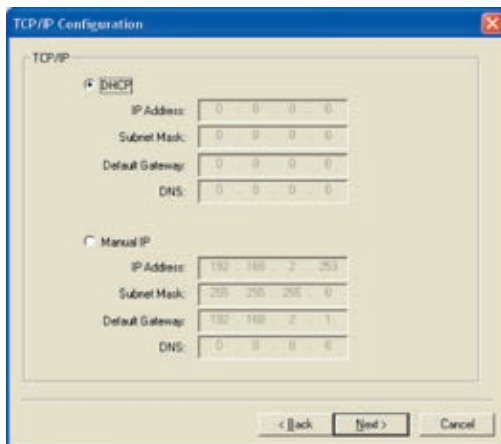 TCP/IP Configuration
TCP/IP
DHCP
IP Address: 0 . 0 . 0 . 0
Subnet Mask: 0 . 0 . 0 . 0
Default Gateway: 0 . 0 . 0 . 0
DNS: 0 . 0 . 0 . 0
Manual IP
IP Address: 192 . 168 . 2 . 253
Subnet Mask: 255 . 255 . 255 . 0
Default Gateway: 192 . 168 . 2 . 1
DNS: 0 . 0 . 0 . 0
< Back Next > Cancel